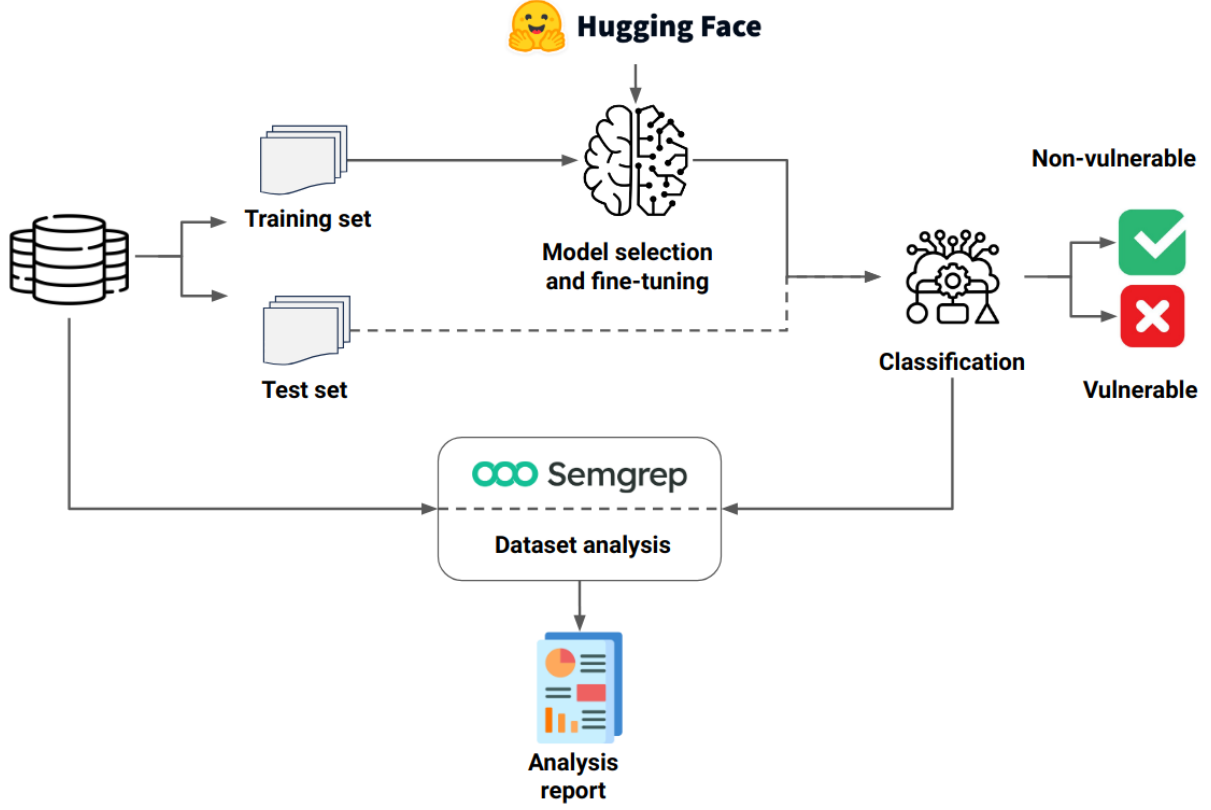 Hugging Face
Training set
Model selection
and fine-tuning
Non-vulnerable
Test set
Classification
Vulnerable
Semgrep
Dataset analysis
Analysis
report